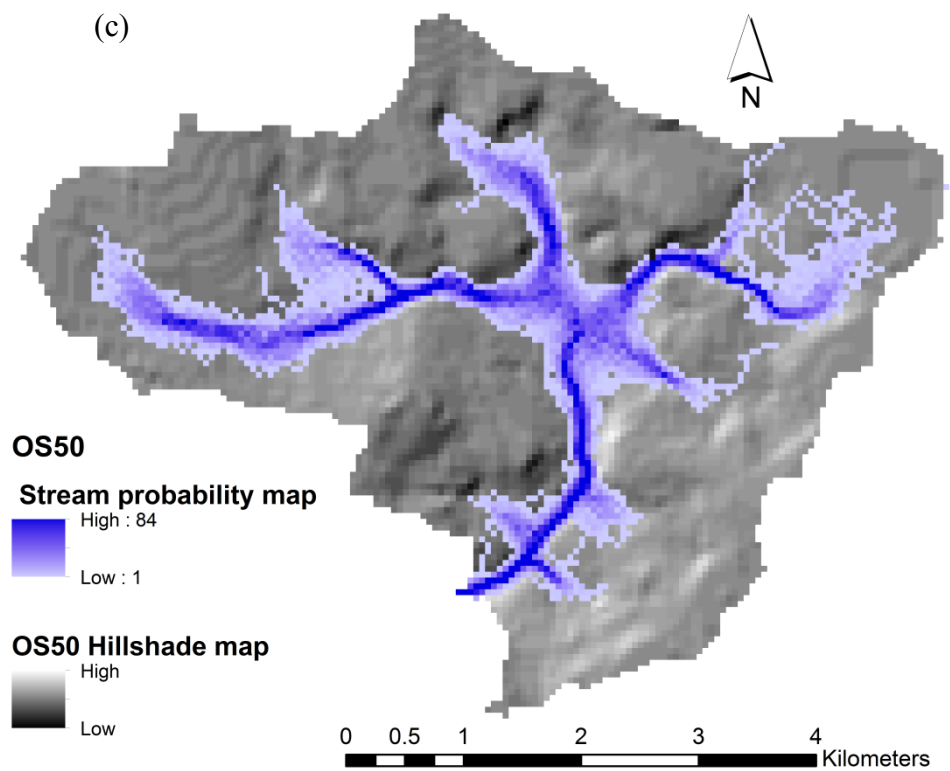 (c)
N
OS50
Stream probability map
High : 84
Low : 1
OS50 Hillshade map
High
Low
0 0.5 1 2 3 4
Kilometers